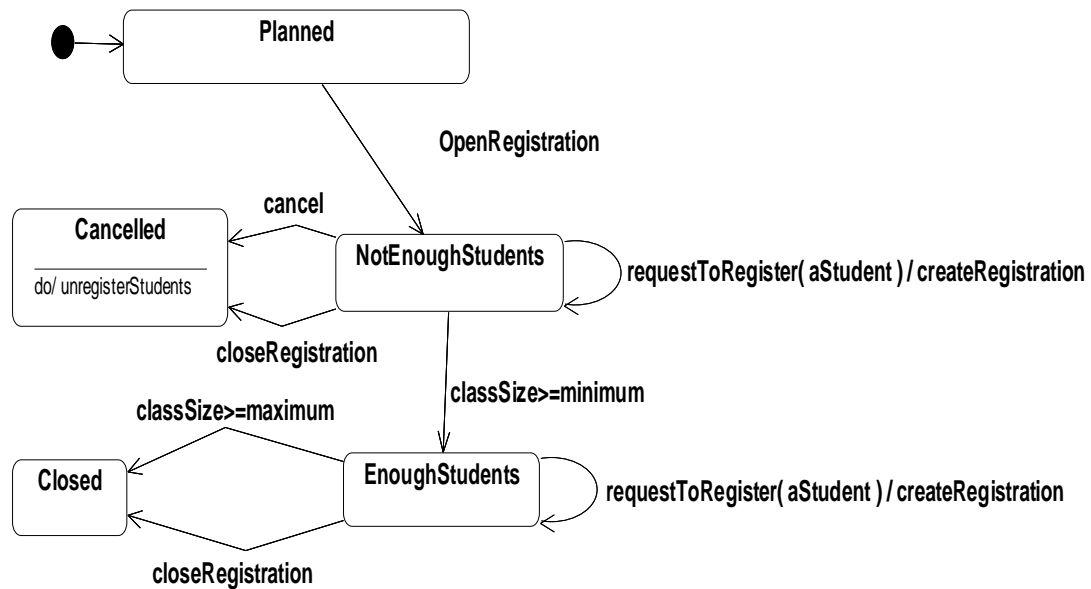 Planned
OpenRegistration
cancel
Cancelled
do/ unregisterStudents
NotEnoughStudents
requestToRegister( aStudent ) / createRegistration
closeRegistration
classSize>=minimum
classSize>=maximum
Closed
EnoughStudents
requestToRegister( aStudent ) / createRegistration
closeRegistration